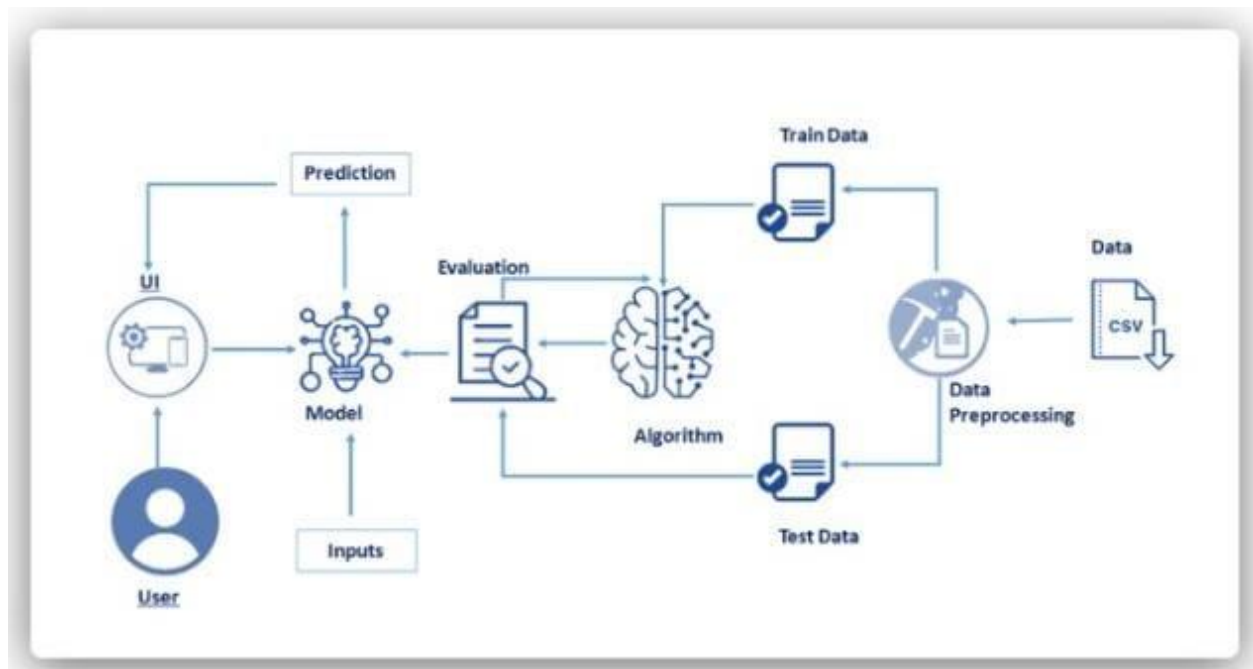 Train Data
Prediction
Data
Evaluation
UI
CSV
Data
Preprocessing
Model
Algorithm
Test Data
Inputs
User